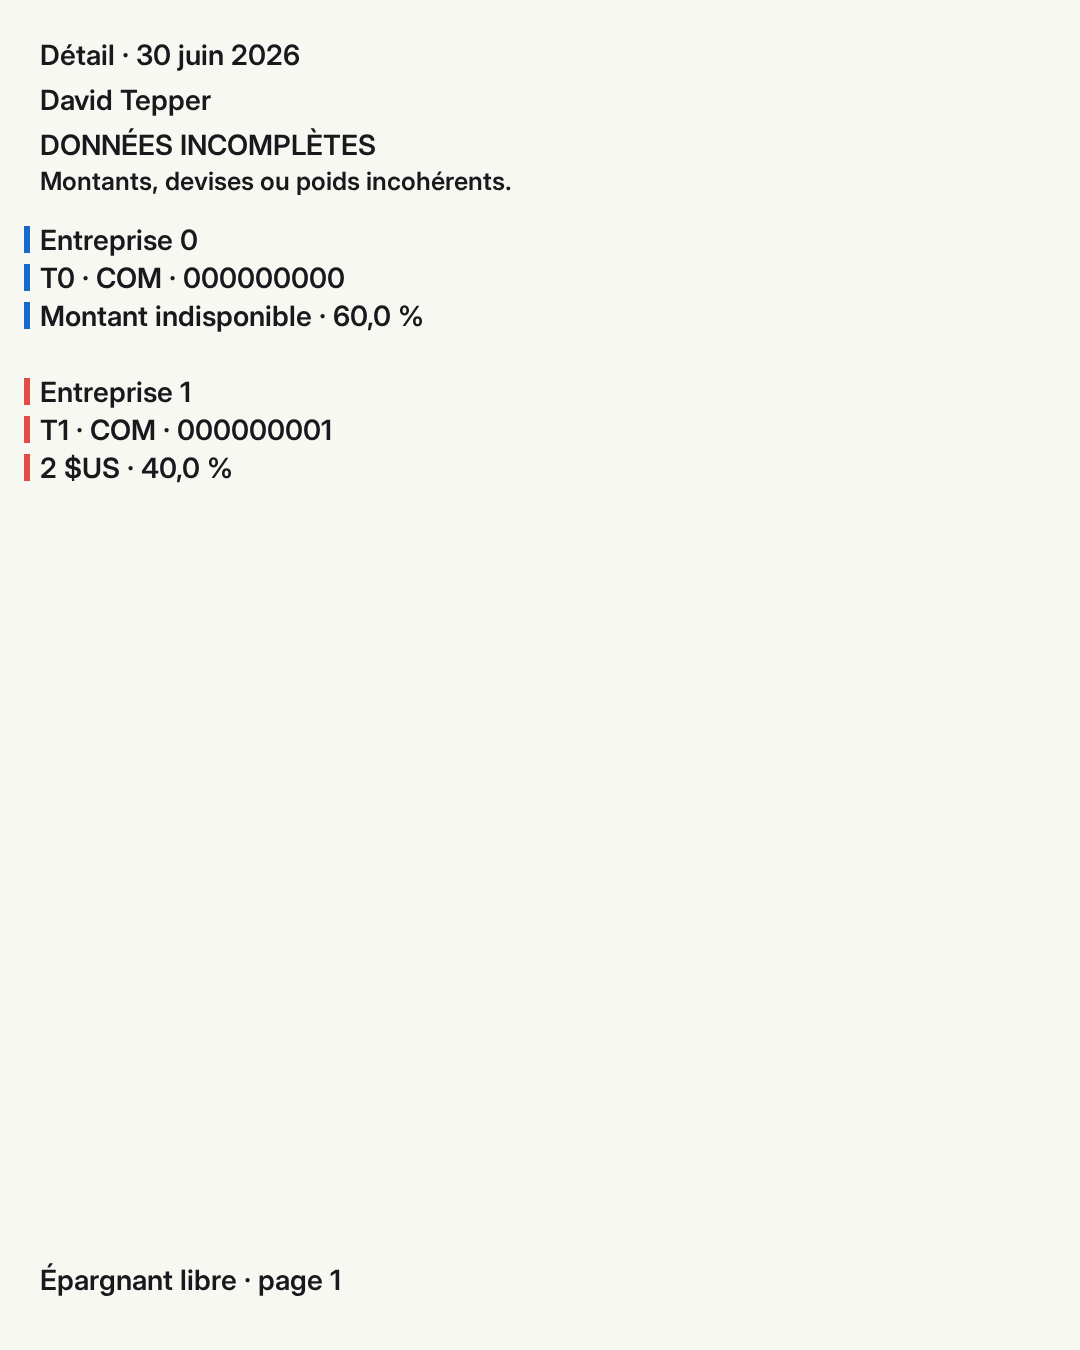 Détail · 30 juin 2026
David Tepper
DONNÉES INCOMPLÈTES
Montants, devises ou poids incohérents.
Entreprise 0
T0 · COM · 000000000
Montant indisponible · 60,0 %
Entreprise 1
T1 · COM · 000000001
2 $US · 40,0 %
Épargnant libre · page 1